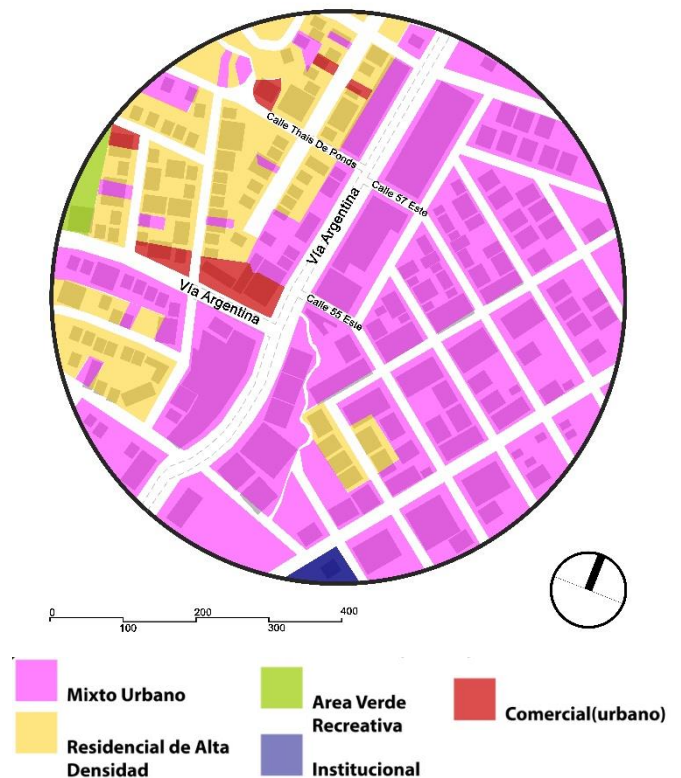 Calle Thais De Ponds
Calle 57 Este
Vía Argentina
Calle 55 Este
Vía Argentina
0
200
400
100
300
Mixto Urbano
Residencial de Alta
Densidad
Area Verde
Recreativa
Institucional
Comercial(urbano)